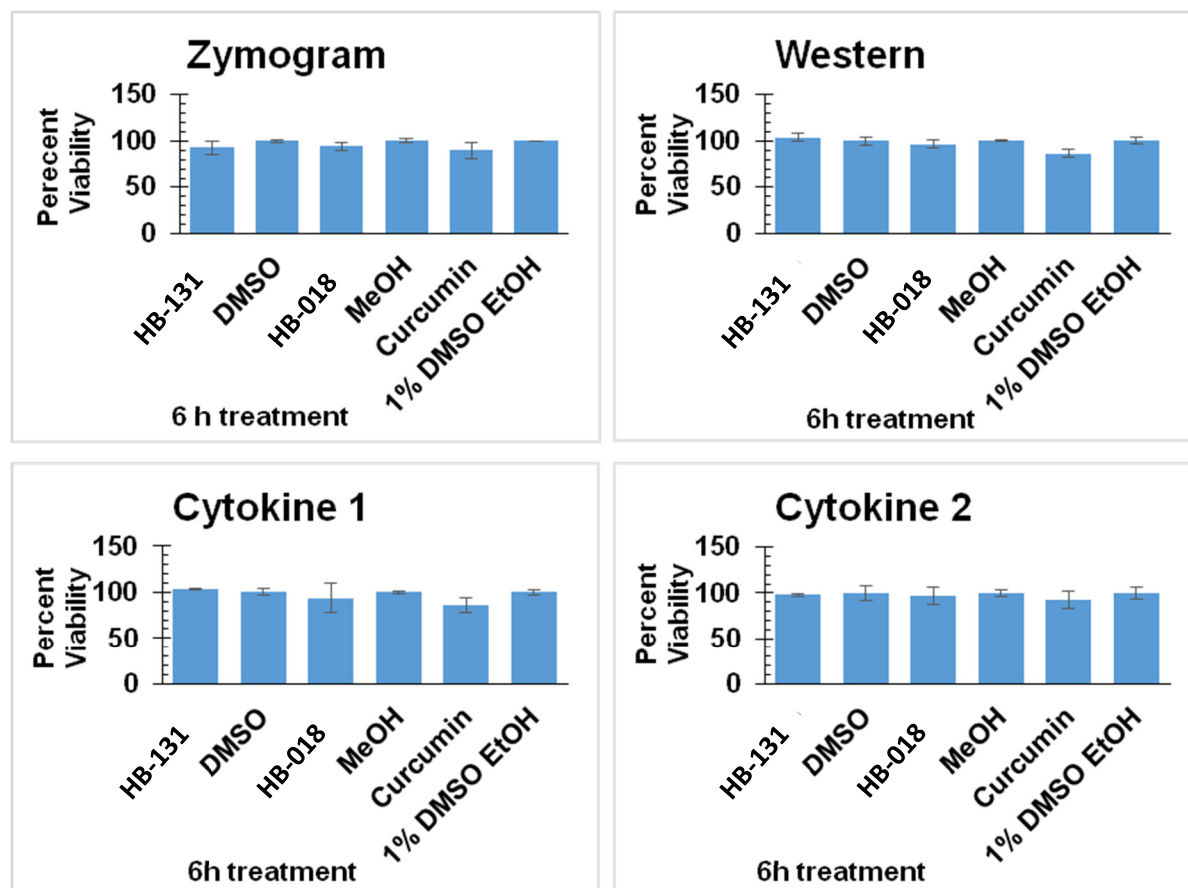 Zymogram
Perecent
Viability
150
100
50
0
HB-131
DMSO
HB-018
MeOH
Curcumin
1% DMSO EtOH
6 h treatment
Western
Percent
Viability
150
100
50
0
HB-131
DMSO
HB-018
MeOH
Curcumin
1% DMSO EtOH
6h treatment
Cytokine 1
Percent
Viability
150
100
50
0
HB-131
DMSO
HB-018
MeOH
Curcumin
1% DMSO EtOH
6h treatment
Cytokine 2
Percent
Viability
150
100
50
0
HB-131
DMSO
HB-018
MeOH
Curcumin
1% DMSO EtOH
6h treatment